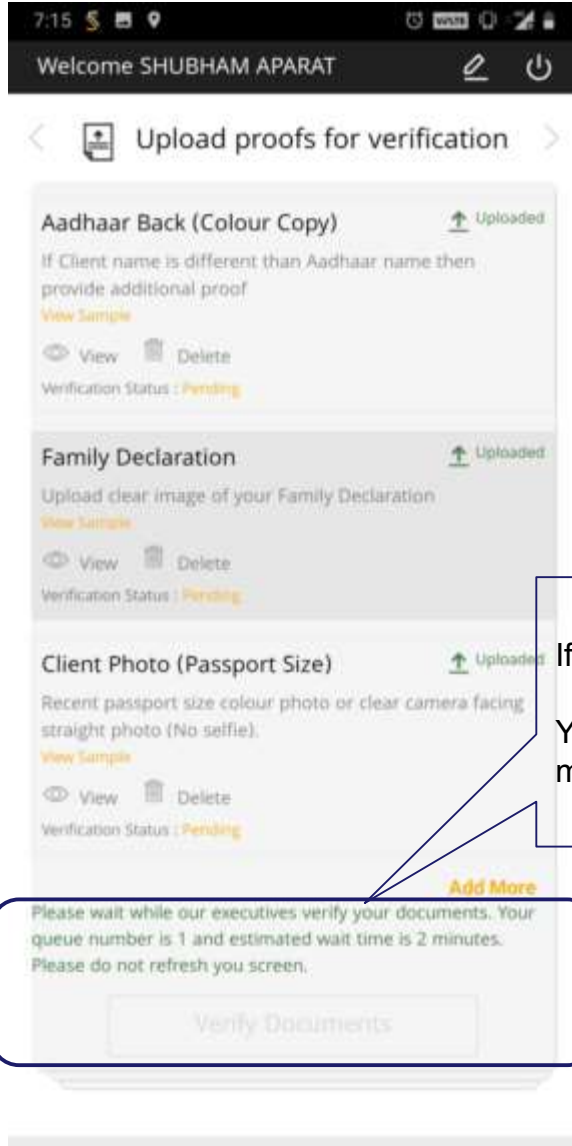 7:15
Welcome SHUBHAM APARAT
Upload proofs for verification
Aadhaar Back (Colour Copy)
Uploaded
If Client name is different than Aadhaar name then
provide additional proof
View Sample
View Delete
Verification Status : Pending
Family Declaration
Uploaded
Upload clear image of your Family Declaration
View Sample
View Delete
Verification Status : Pending
Client Photo (Passport Size)
Uploaded
Recent passport size colour photo or clear camera facing
straight photo (No selfie).
View Sample
View Delete
Verification Status : Pending
If
Add More
Please wait while our executives verify your documents. Your
queue number is 1 and estimated wait time is 2 minutes.
Please do not refresh you screen.
Verify Documents